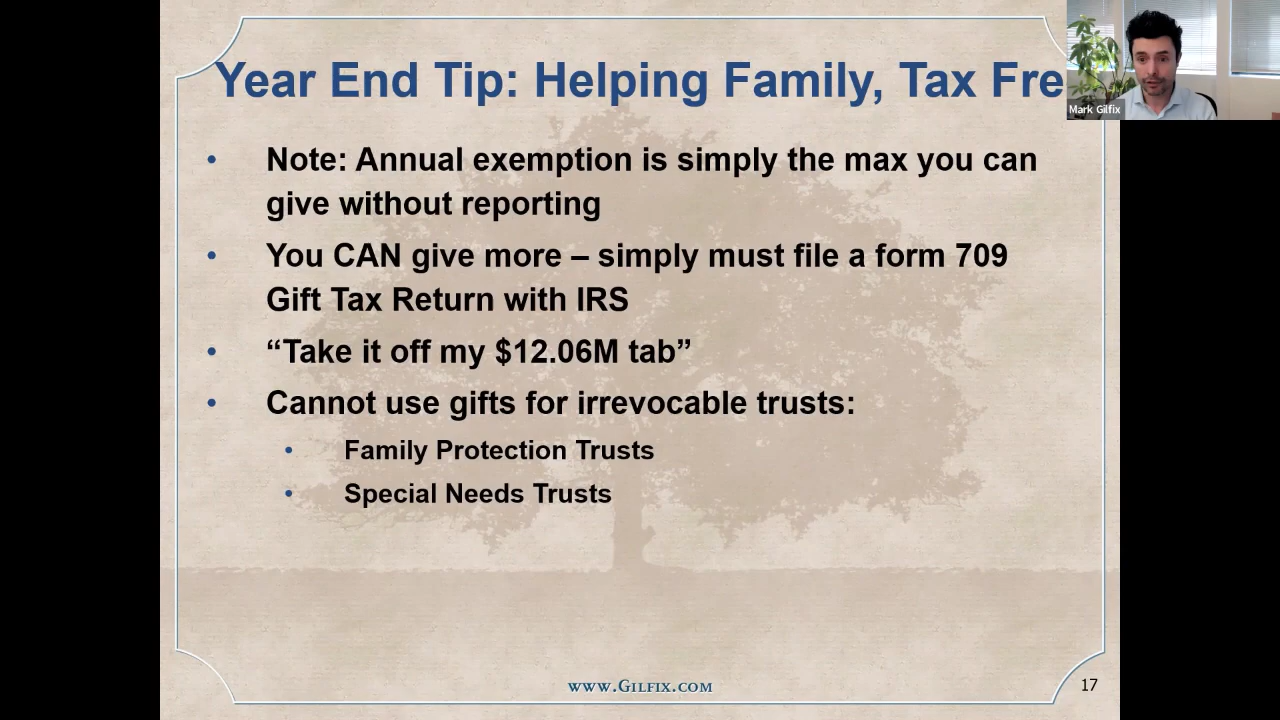 Year End Tip: Helping Family, Tax Fre
Mark Gilfix
• Note: Annual exemption is simply the max you can
give without reporting
• You CAN give more – simply must file a form 709
Gift Tax Return with IRS
• “Take it off my $12.06M tab”
• Cannot use gifts for irrevocable trusts:
• Family Protection Trusts
• Special Needs Trusts
www.Gilfix.com
17